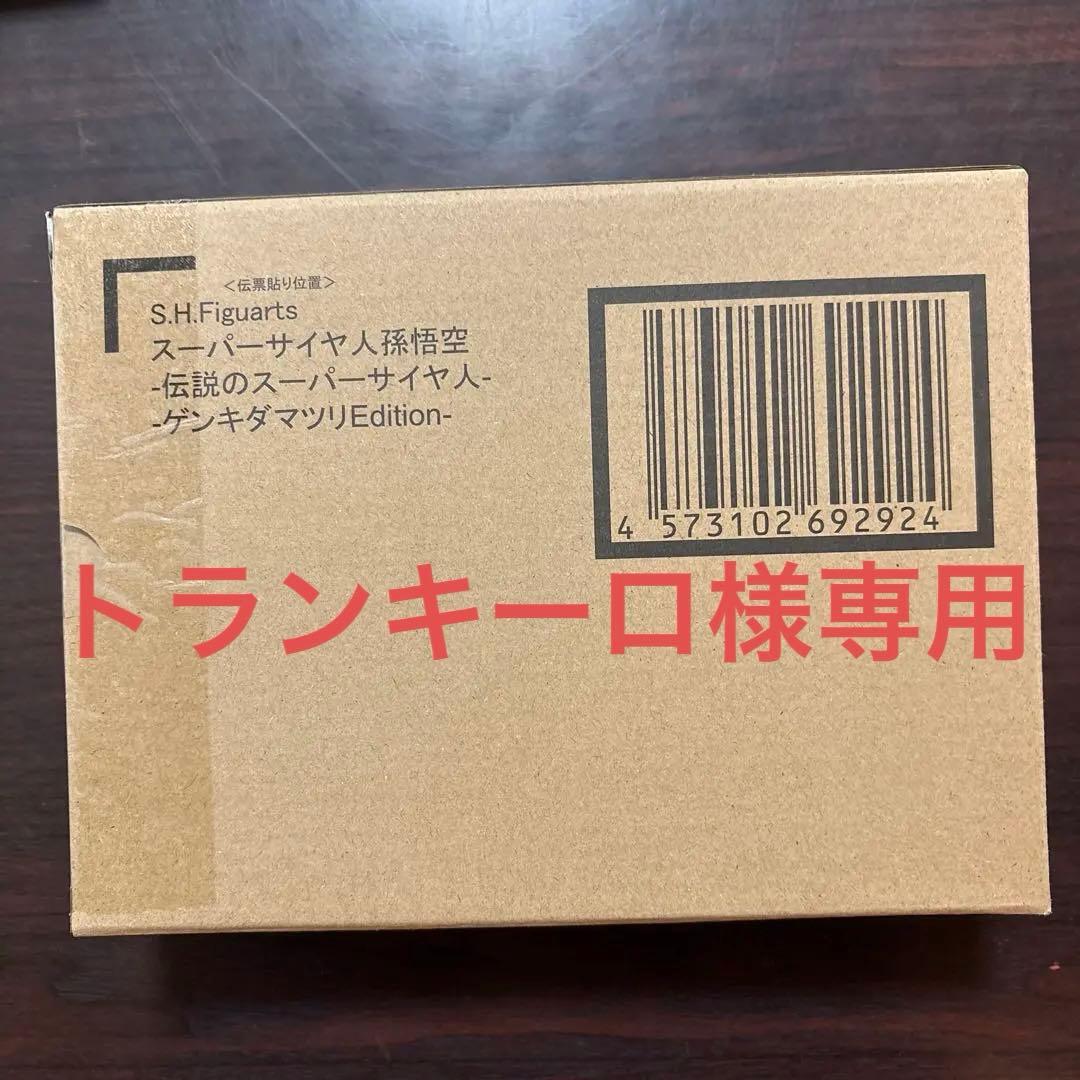 ＜伝票貼り位置＞
S.H.Figuarts
スーパーサイヤ人孫悟空
-伝説のスーパーサイヤ人-
-ゲンキダマツリEdition-
4 573102 692924
トランキーロ様専用